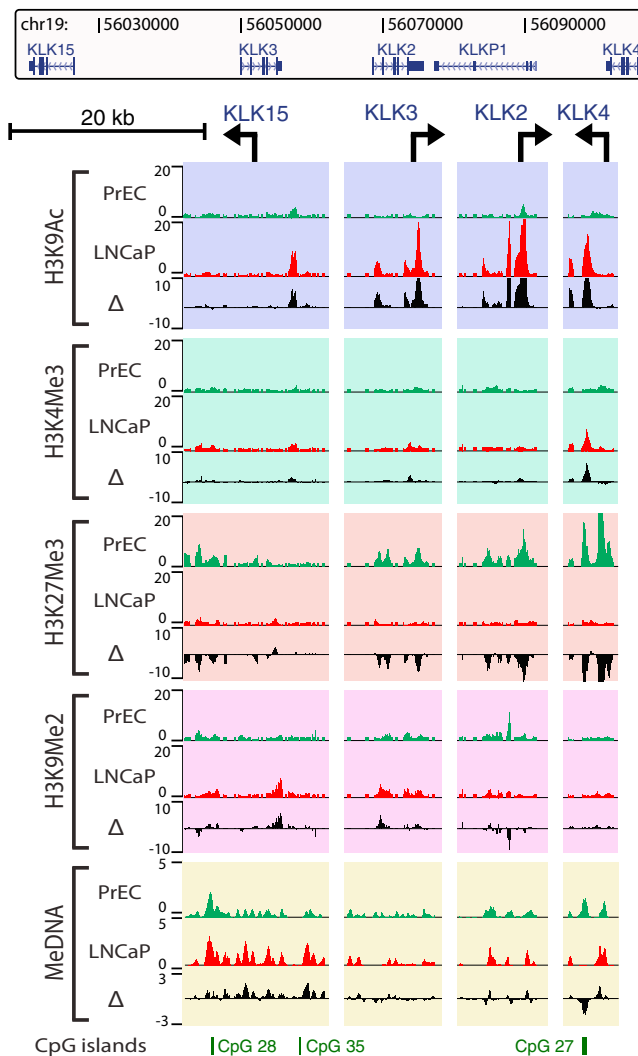 chr19: |56030000 |56050000 |56070000 |56090000
KLK15 KLK3 KLK2 KLKP1 KLK4
20 kb KLK15 KLK3 KLK2 KLK4
H3K9Ac
20
PrEC
0
20
LNCaP
0
10
Δ
-10
H3K4Me3
20
PrEC
0
20
LNCaP
0
10
Δ
-10
H3K27Me3
20
PrEC
0
20
LNCaP
0
10
Δ
-10
H3K9Me2
20
PrEC
0
20
LNCaP
0
10
Δ
-10
MeDNA
5
PrEC
0
5
LNCaP
0
3
Δ
-3
CpG islands CpG 28 CpG 35 CpG 27